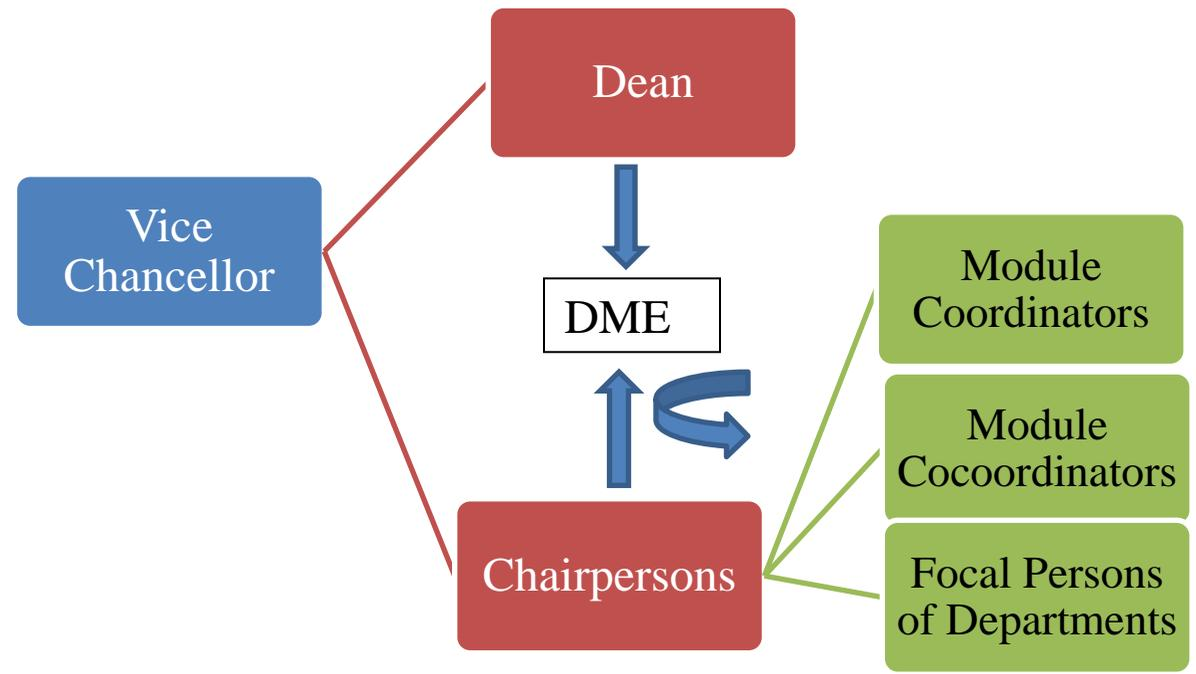 Dean
Vice
Chancellor
DME
Module
Coordinators
Module
Cocoordinators
Chairpersons
Focal Persons
of Departments